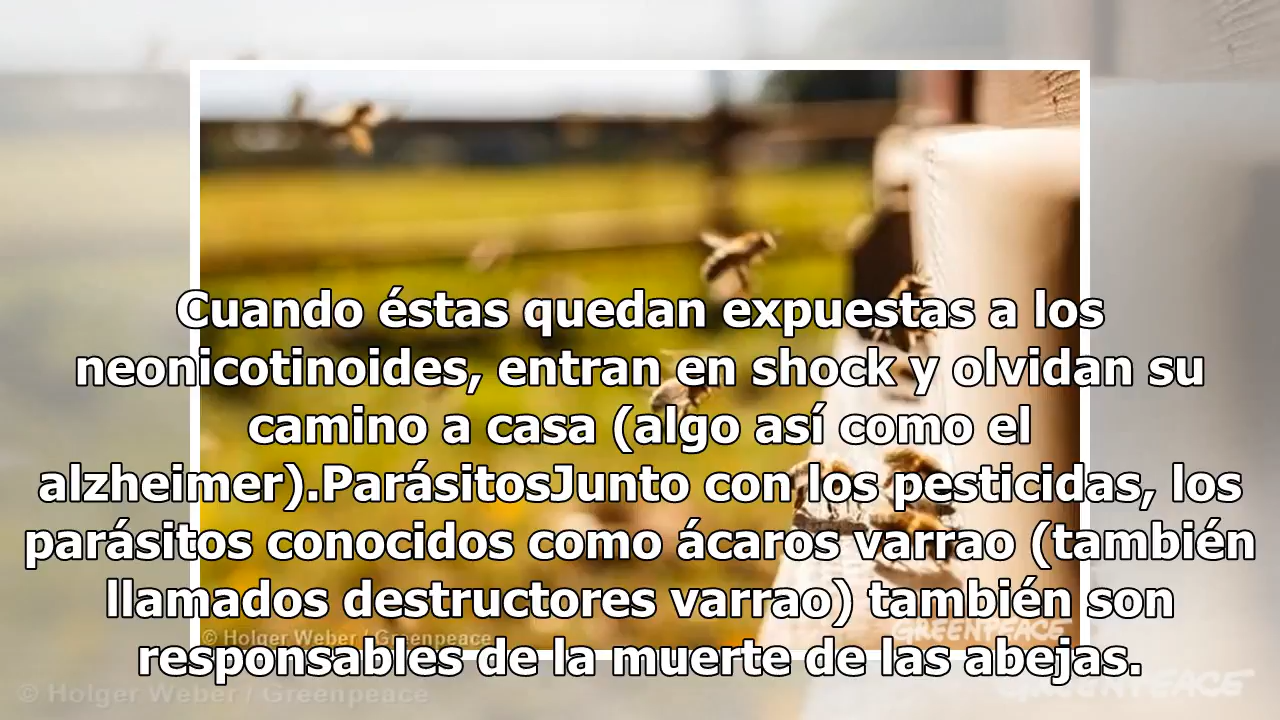 Cuando éstas quedan expuestas a los
neonicotinoides, entran en shock y olvidan su
camino a casa (algo así como el
alzheimer).ParásitosJunto con los pesticidas, los
parásitos conocidos como ácaros varrao (también
llamados destructores varrao) también son
© Holger Weber / Greenpeace
GREENPEACE
responsables de la muerte de las abejas.
© Holger Weber / Greenpeace
GREENPEACE